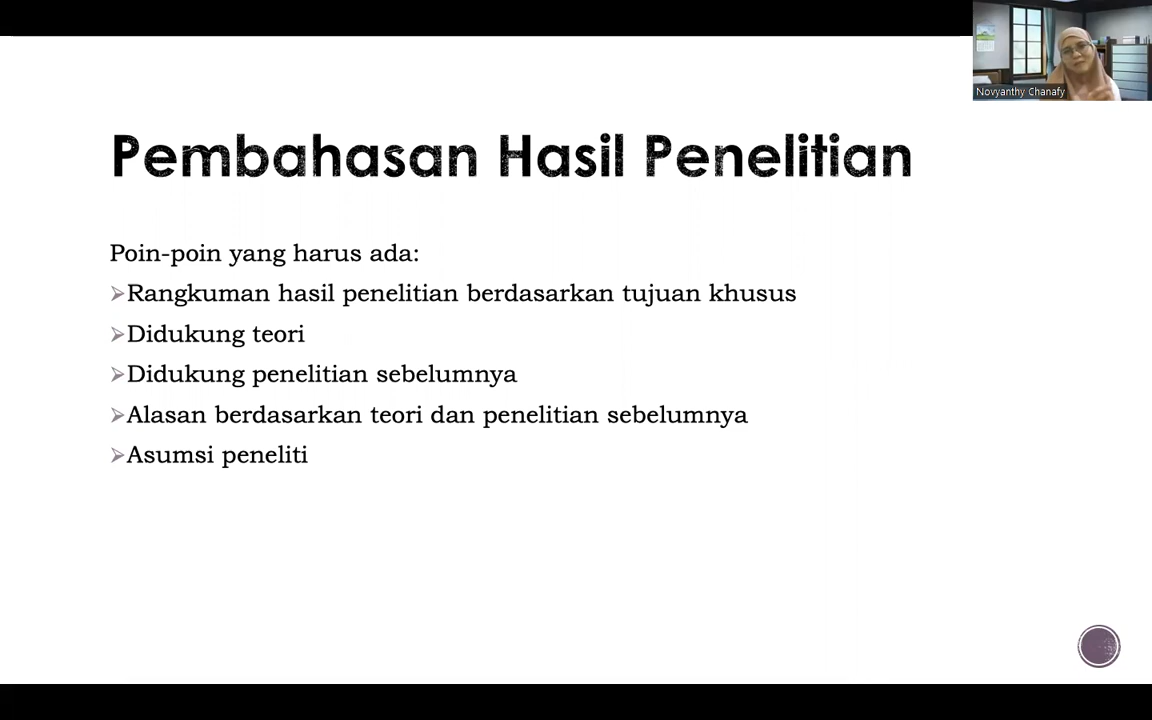 Novyanthy Chanafy
Pembahasan Hasil Penelitian
Poin-poin yang harus ada:
Rangkuman hasil penelitian berdasarkan tujuan khusus
Didukung teori
Didukung penelitian sebelumnya
Alasan berdasarkan teori dan penelitian sebelumnya
Asumsi peneliti